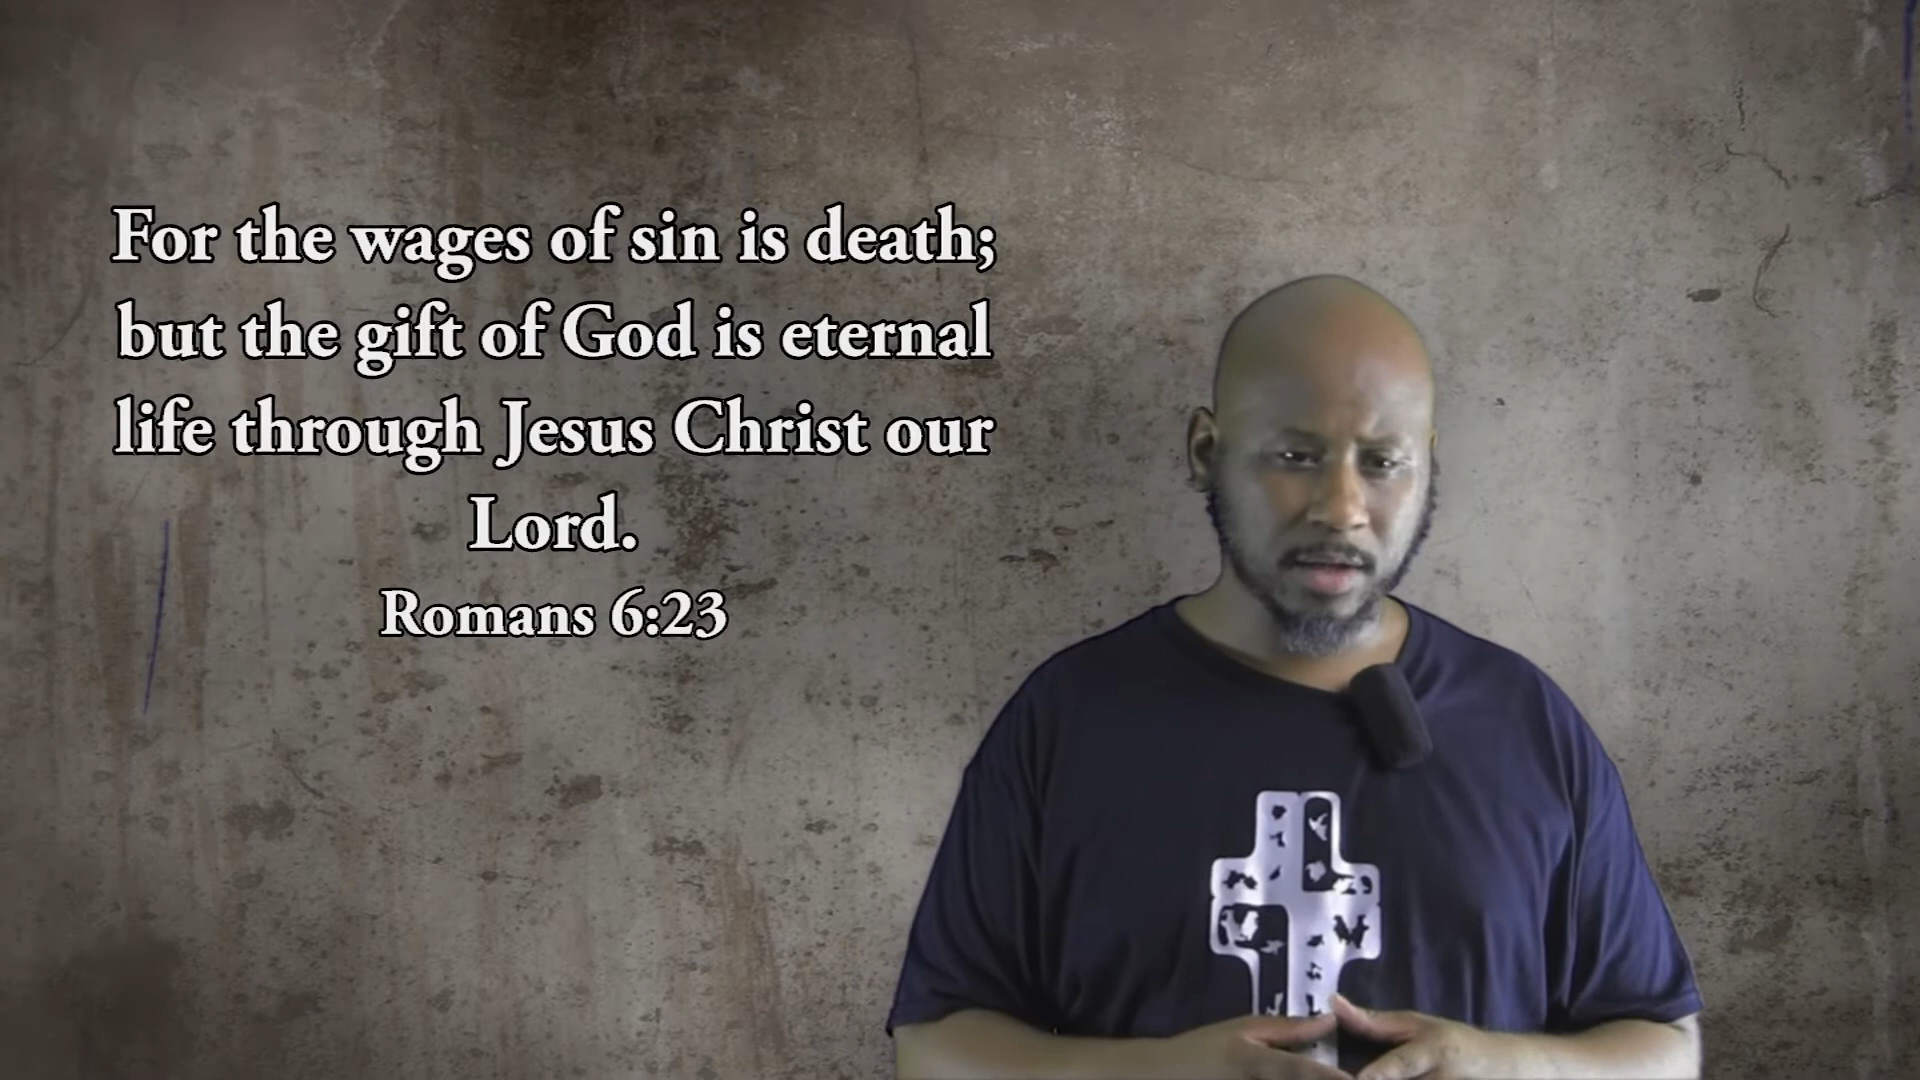 For the wages of sin is death;
but the gift of God is eternal
life through Jesus Christ our
Lord.
Romans 6:23